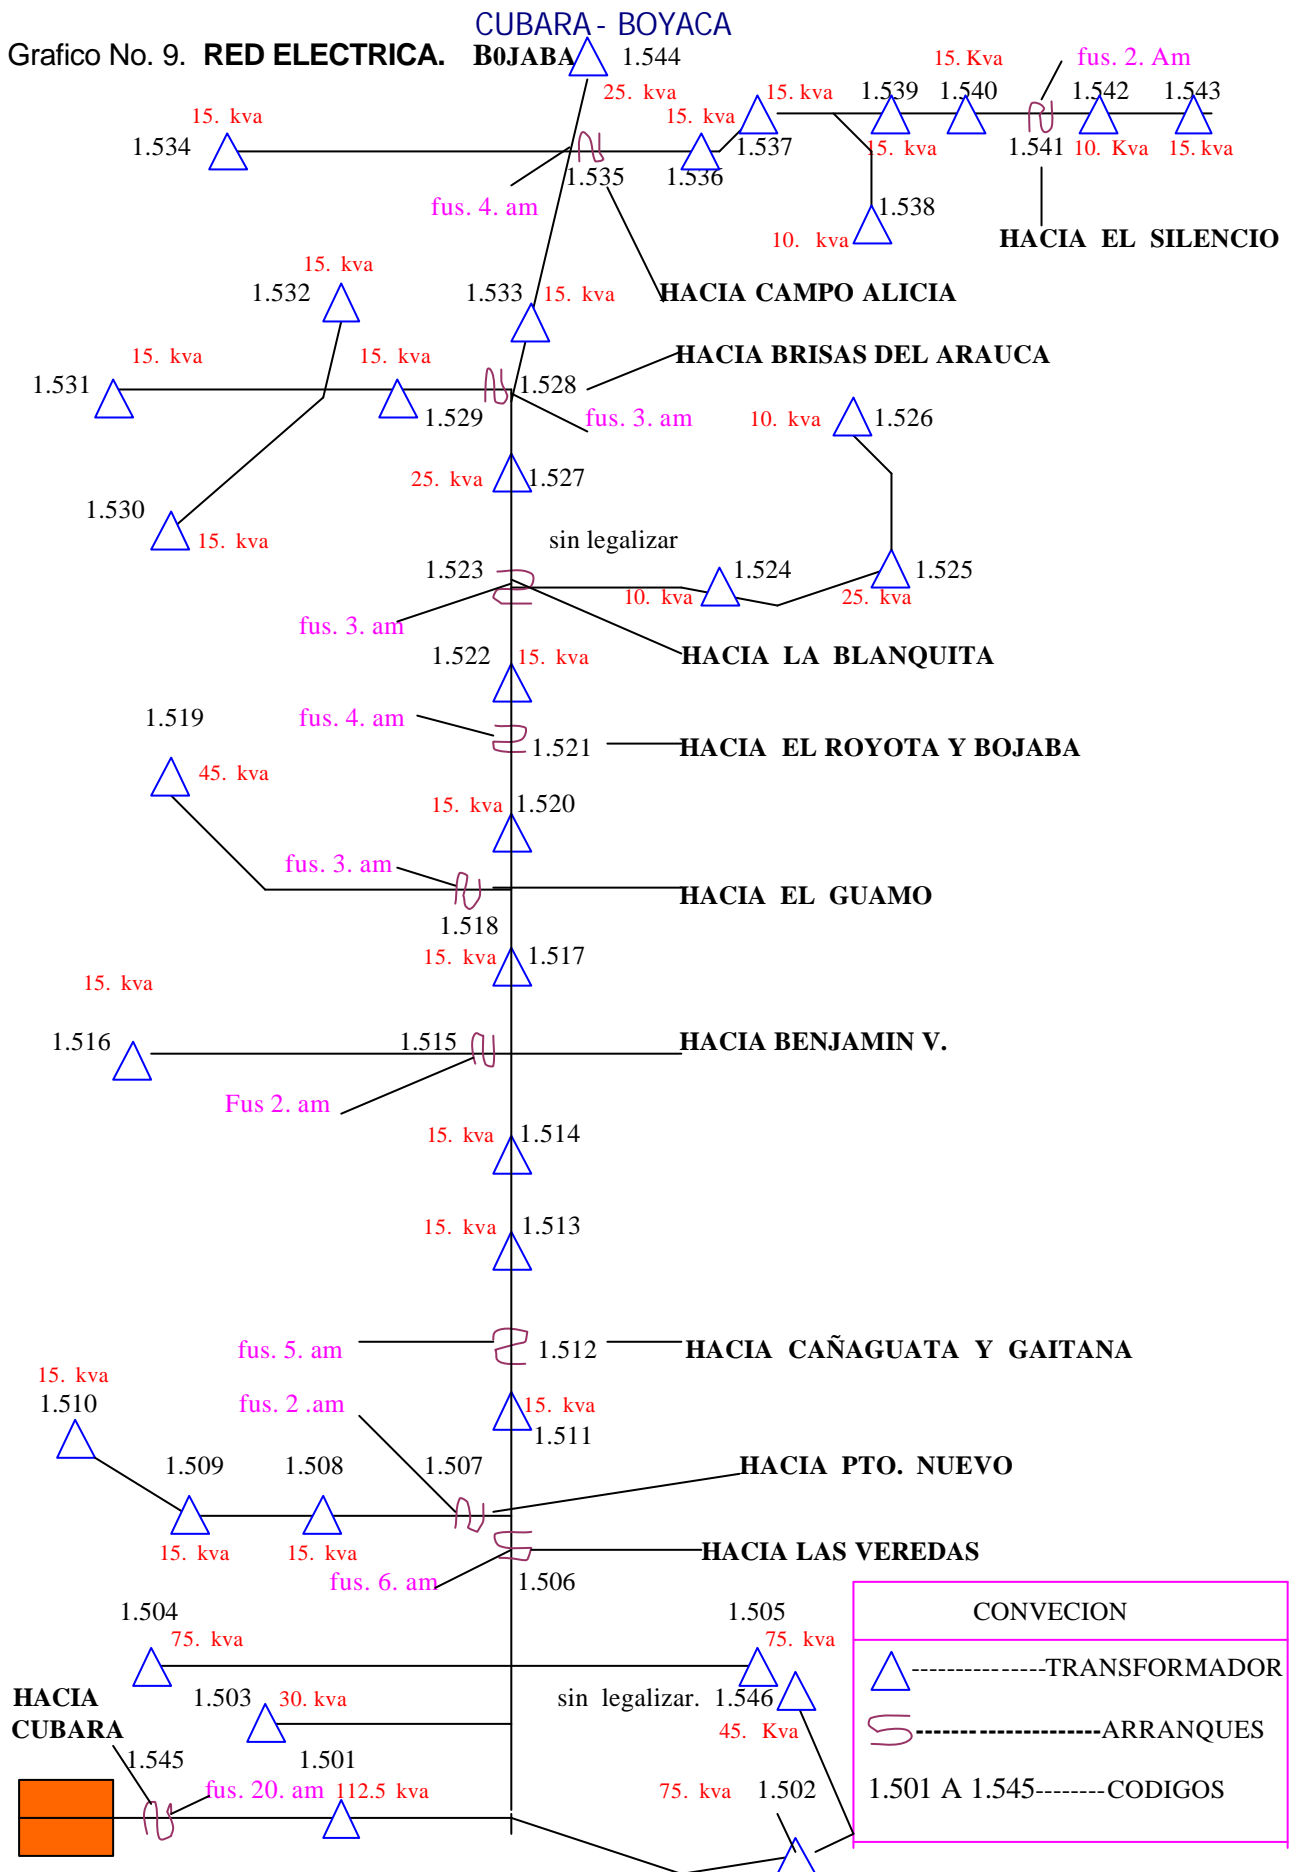 CUBARA - BOYACA
Grafico No. 9. RED ELECTRICA. B0JABA
1.544
25. kva
15. Kva
fus. 2. Am
15. kva
1.534
15. kva
1.536
15. kva
1.537
1.539
1.540
1.542
1.543
15. kva
1.541
10. Kva
15. kva
1.535
fus. 4. am
1.538
10. kva
HACIA EL SILENCIO
15. kva
1.532
1.533
15. kva
HACIA CAMPO ALICIA
HACIA BRISAS DEL ARAUCA
15. kva
1.531
15. kva
1.528
1.529
fus. 3. am
10. kva
1.526
25. kva
1.527
1.530
15. kva
sin legalizar
1.523
1.524
1.525
10. kva
25. kva
fus. 3. am
1.522
15. kva
HACIA LA BLANQUITA
1.519
fus. 4. am
1.521
HACIA EL ROYOTA Y BOJABA
45. kva
15. kva
1.520
fus. 3. am
HACIA EL GUAMO
1.518
15. kva
1.517
15. kva
1.516
1.515
HACIA BENJAMIN V.
Fus 2. am
15. kva
1.514
15. kva
1.513
fus. 5. am
1.512
HACIA CAÑAGUATA Y GAITANA
15. kva
1.510
fus. 2 .am
15. kva
1.511
1.509
1.508
1.507
HACIA PTO. NUEVO
15. kva
15. kva
HACIA LAS VEREDAS
fus. 6. am
1.506
1.504
75. kva
1.505
75. kva
HACIA
CUBARA
1.503
30. kva
sin legalizar.
1.546
45. Kva
1.545
1.501
fus. 20. am
112.5 kva
75. kva
1.502
CONVECION
---------------TRANSFORMADOR
--------------------ARRANQUES
1.501 A 1.545--------CODIGOS